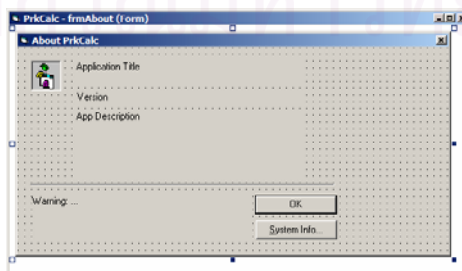 PrkCalc - frmAbout (Form)
About PrkCalc
Application Title
Version
App Description
Warning: ...
OK
System Info...